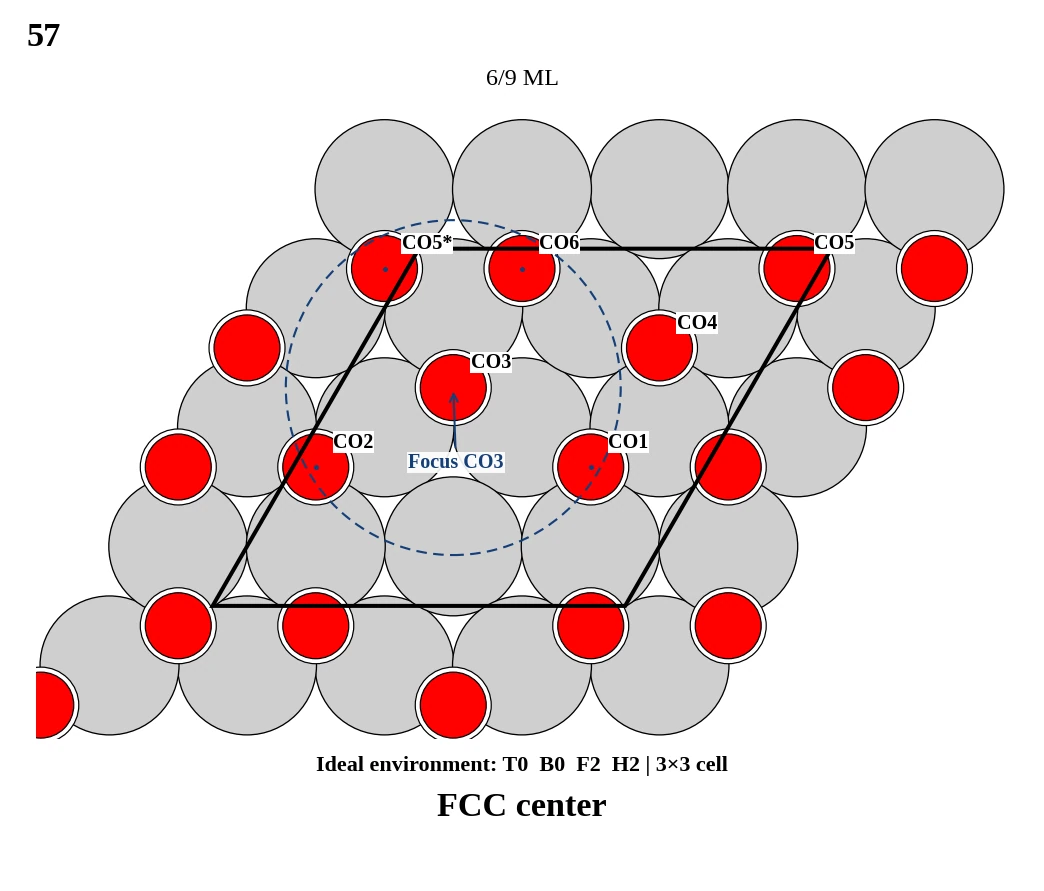 57
6/9 ML
CO5*
CO6
CO5
CO4
CO3
CO2
CO1
Focus CO3
Ideal environment: T0 B0 F2 H2 | 3×3 cell
FCC center